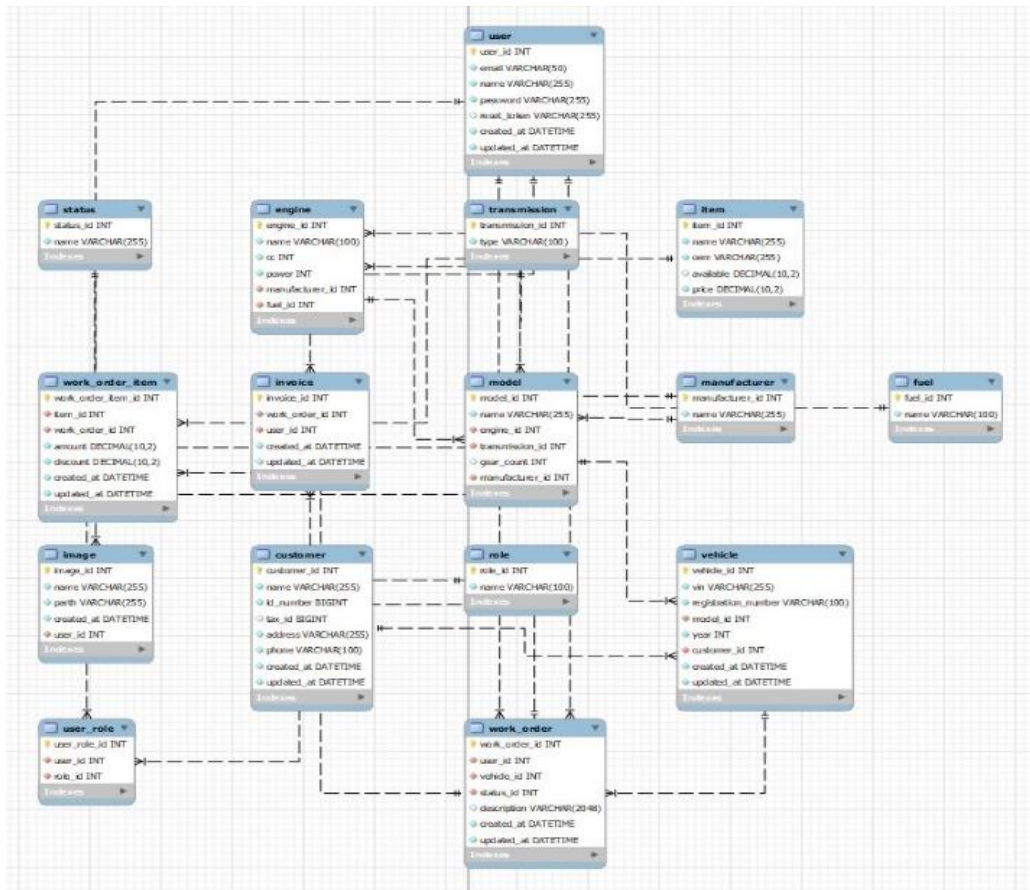 user
user_id INT
email VARCHAR(50)
name VARCHAR(255)
password VARCHAR(255)
reset_token VARCHAR(255)
created_at DATETIME
updated_at DATETIME
Indexes
status
status_id INT
name VARCHAR(255)
Indexes
engine
engine_id INT
name VARCHAR(100)
cc INT
power INT
manufacturer_id INT
fuel_id INT
Indexes
transmission
transmission_id INT
type VARCHAR(100)
Indexes
item
item_id INT
name VARCHAR(255)
oem VARCHAR(255)
available DECIMAL(10,2)
price DECIMAL(10,2)
Indexes
work_order_item
work_order_item_id INT
item_id INT
work_order_id INT
amount DECIMAL(10,2)
discount DECIMAL(10,2)
created_at DATETIME
updated_at DATETIME
Indexes
invoice
invoice_id INT
work_order_id INT
user_id INT
created_at DATETIME
updated_at DATETIME
Indexes
model
model_id INT
name VARCHAR(255)
engine_id INT
transmission_id INT
gear_count INT
manufacturer_id INT
Indexes
manufacturer
manufacturer_id INT
name VARCHAR(255)
Indexes
fuel
fuel_id INT
name VARCHAR(100)
Indexes
image
image_id INT
name VARCHAR(255)
parth VARCHAR(255)
created_at DATETIME
user_id INT
Indexes
customer
customer_id INT
name VARCHAR(255)
id_number BIGINT
tax_id BIGINT
address VARCHAR(255)
phone VARCHAR(100)
created_at DATETIME
updated_at DATETIME
Indexes
role
role_id INT
name VARCHAR(100)
Indexes
vehicle
vehicle_id INT
vin VARCHAR(255)
registration_number VARCHAR(100)
model_id INT
year INT
customer_id INT
created_at DATETIME
updated_at DATETIME
Indexes
user_role
user_role_id INT
user_id INT
role_id INT
Indexes
work_order
work_order_id INT
user_id INT
vehicle_id INT
status_id INT
description VARCHAR(2048)
created_at DATETIME
updated_at DATETIME
Indexes